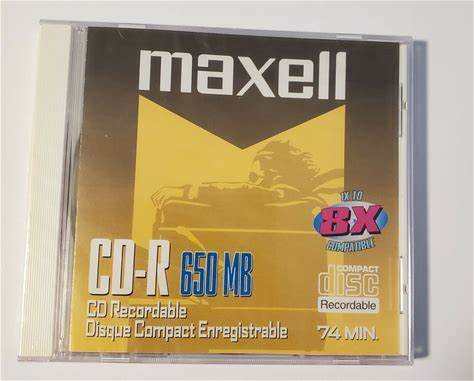 maxell
1X TO
8X
COMPATIBLE
CD-R 650 MB
COMPACT
disc
Recordable
CD Recordable
Disque Compact Enregistrable
74 MIN.